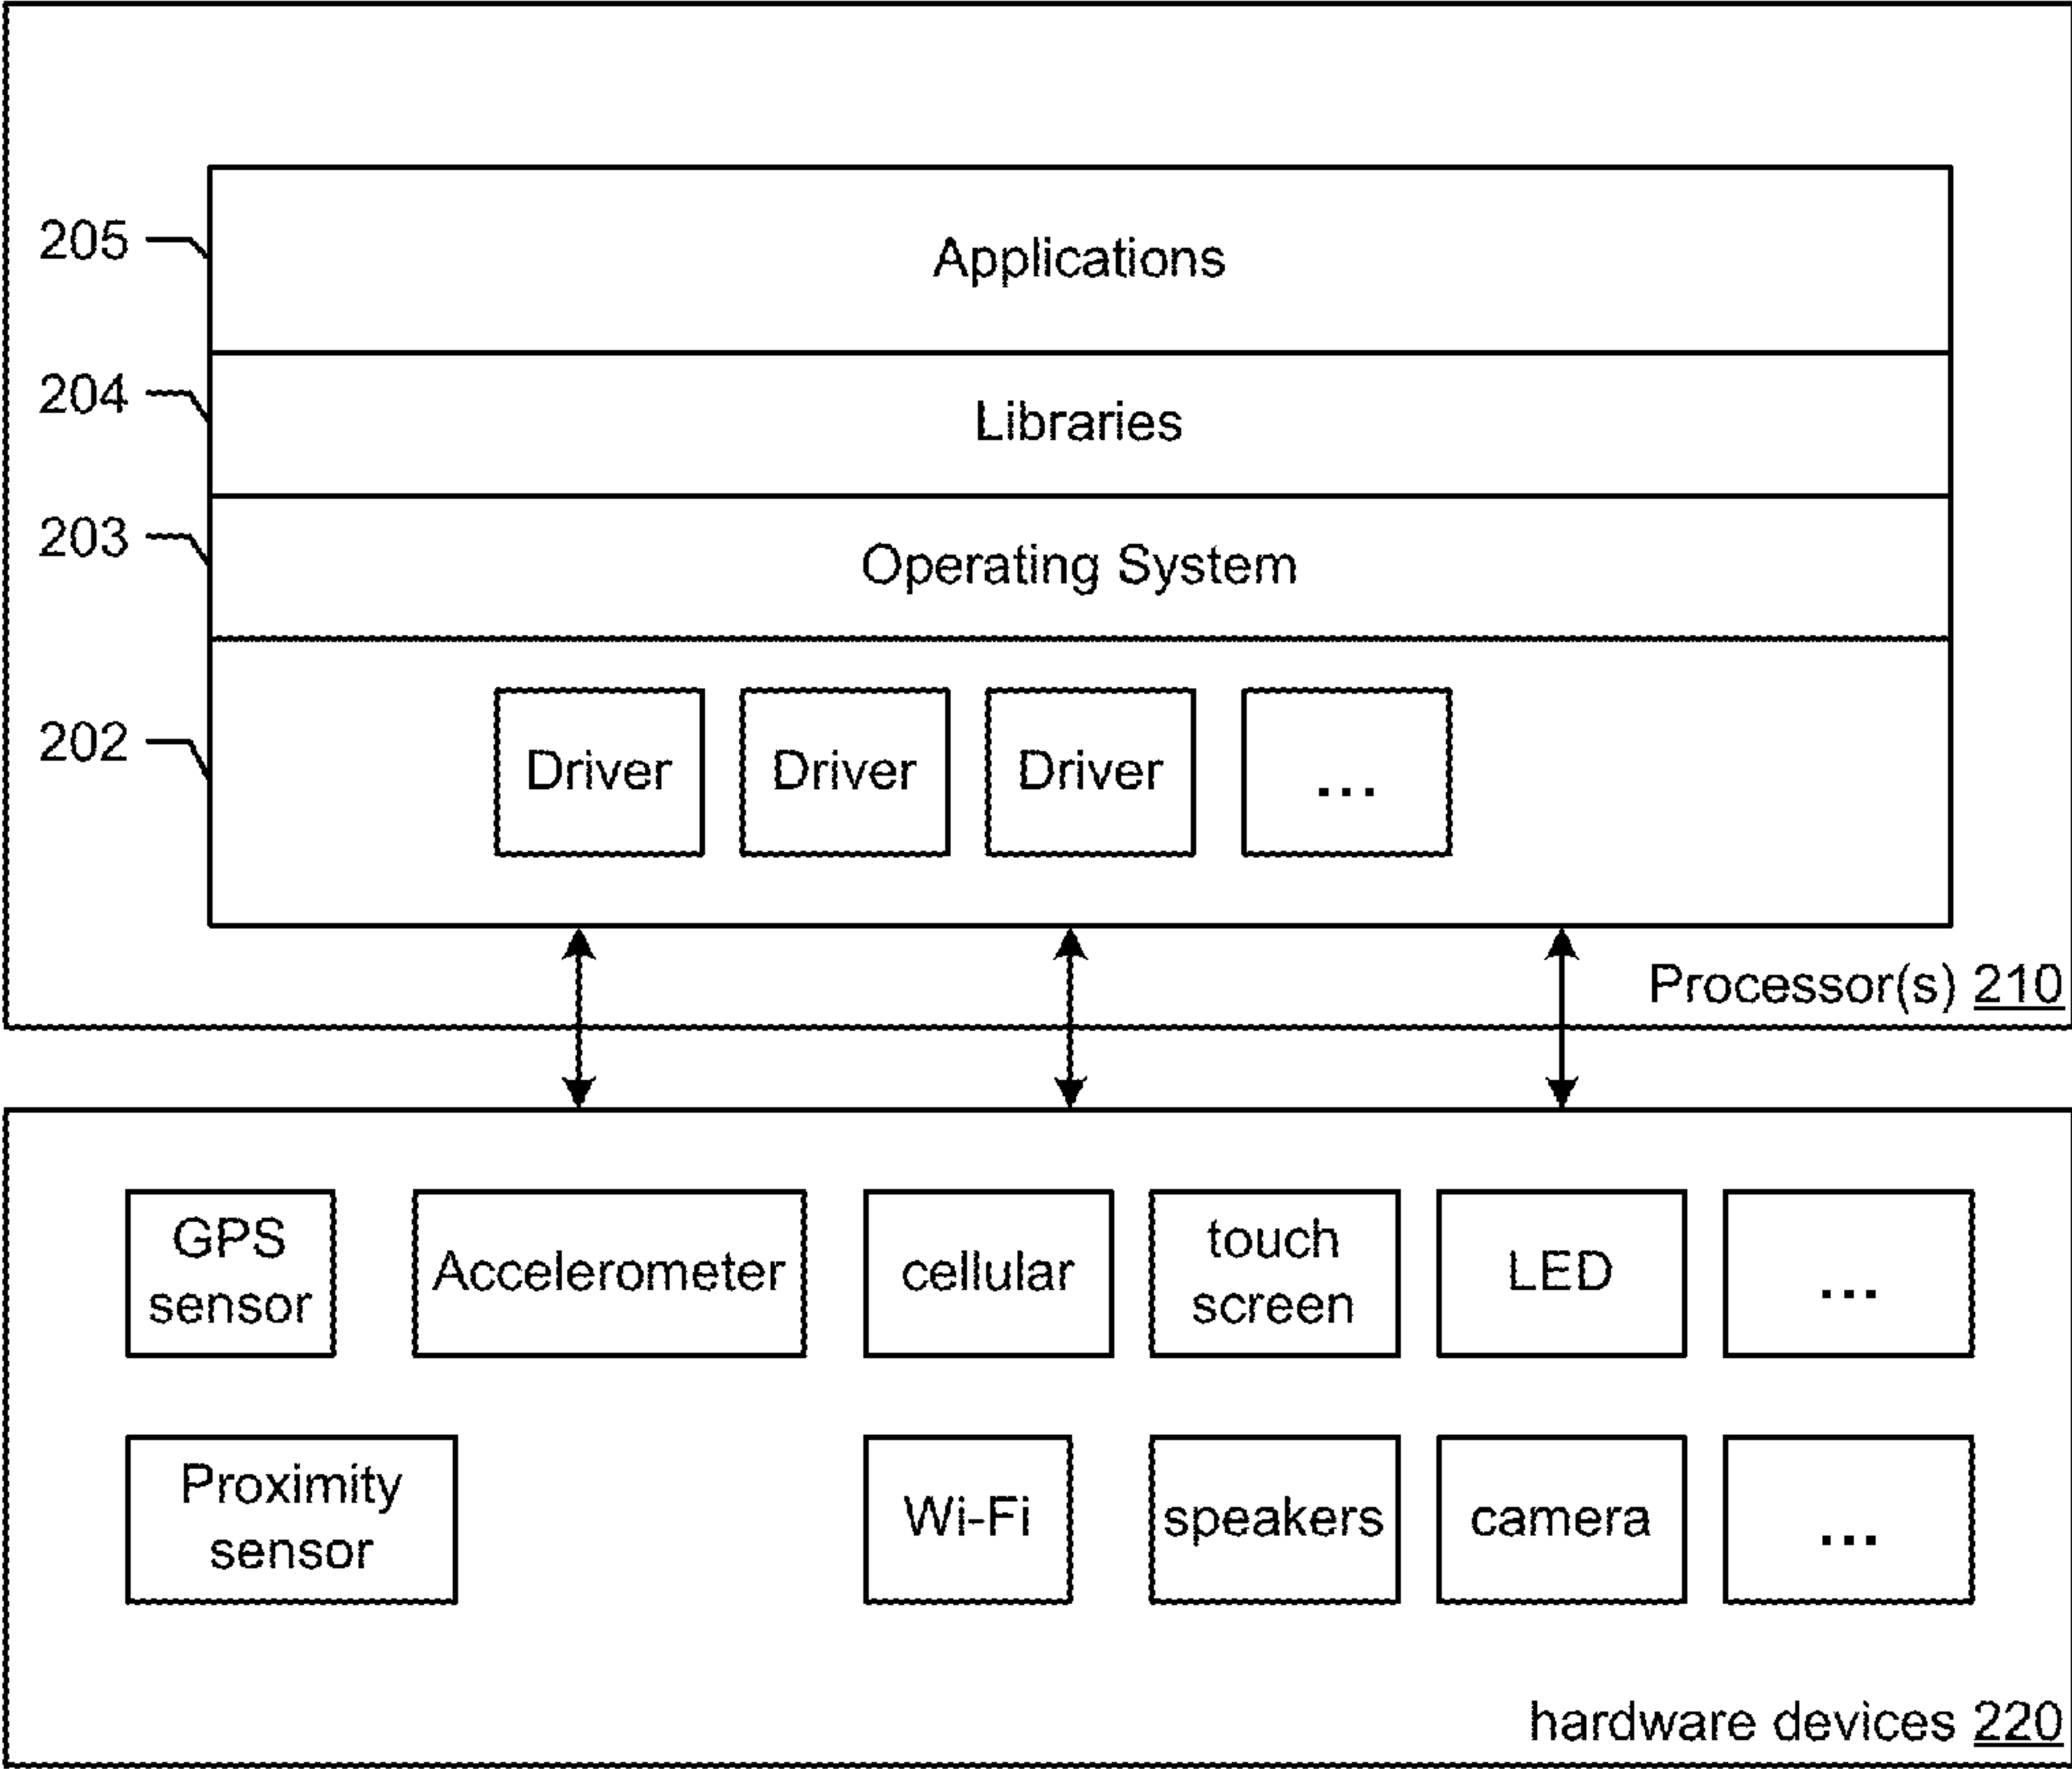 205
Applications
204
Libraries
203
Operating System
202
Driver
Driver
Driver
...
Processor(s) 210
GPS
sensor
Accelerometer
cellular
touch
screen
LED
...
Proximity
sensor
Wi-Fi
speakers
camera
...
hardware devices 220